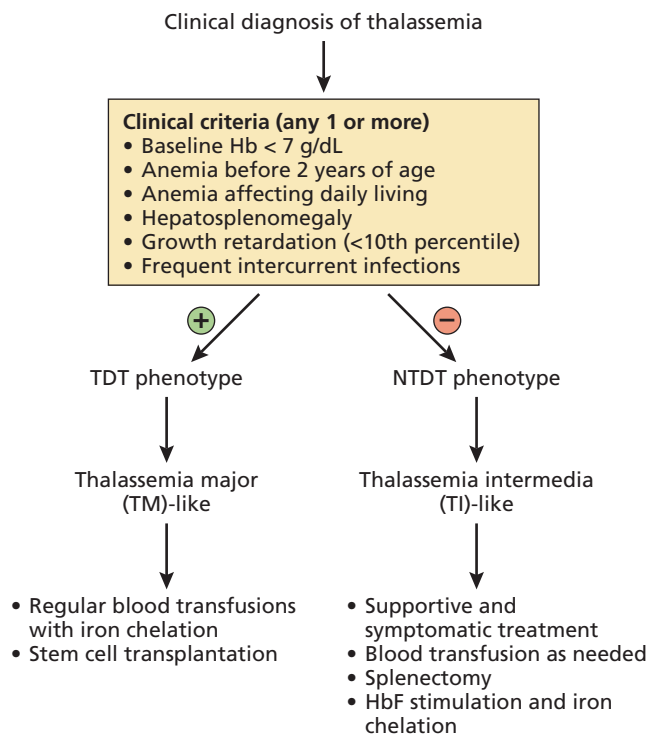 Clinical diagnosis of thalassemia
Clinical criteria (any 1 or more)
• Baseline Hb < 7 g/dL
• Anemia before 2 years of age
• Anemia affecting daily living
• Hepatosplenomegaly
• Growth retardation (<10th percentile)
• Frequent intercurrent infections
+
−
TDT phenotype
NTDT phenotype
Thalassemia major
(TM)-like
Thalassemia intermedia
(TI)-like
• Regular blood transfusions
with iron chelation
• Stem cell transplantation
• Supportive and
symptomatic treatment
• Blood transfusion as needed
• Splenectomy
• HbF stimulation and iron
chelation